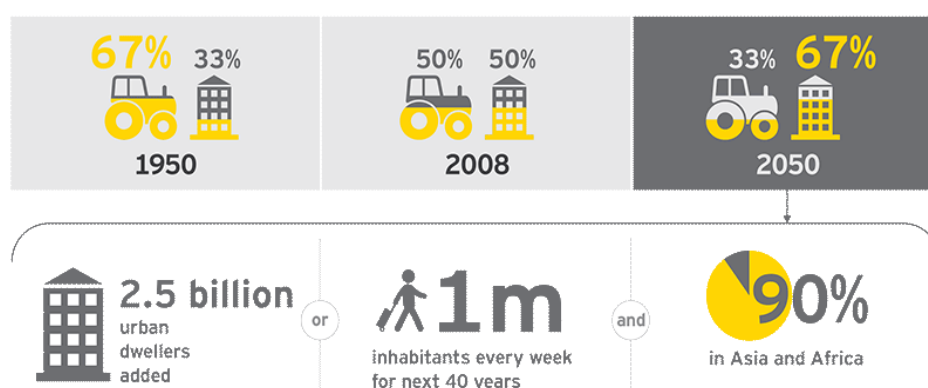 67% 33%
50% 50%
33% 67%
1950
2008
2050
2.5 billion
urban
dwellers
added
or
1m
inhabitants every week
for next 40 years
and
90%
in Asia and Africa